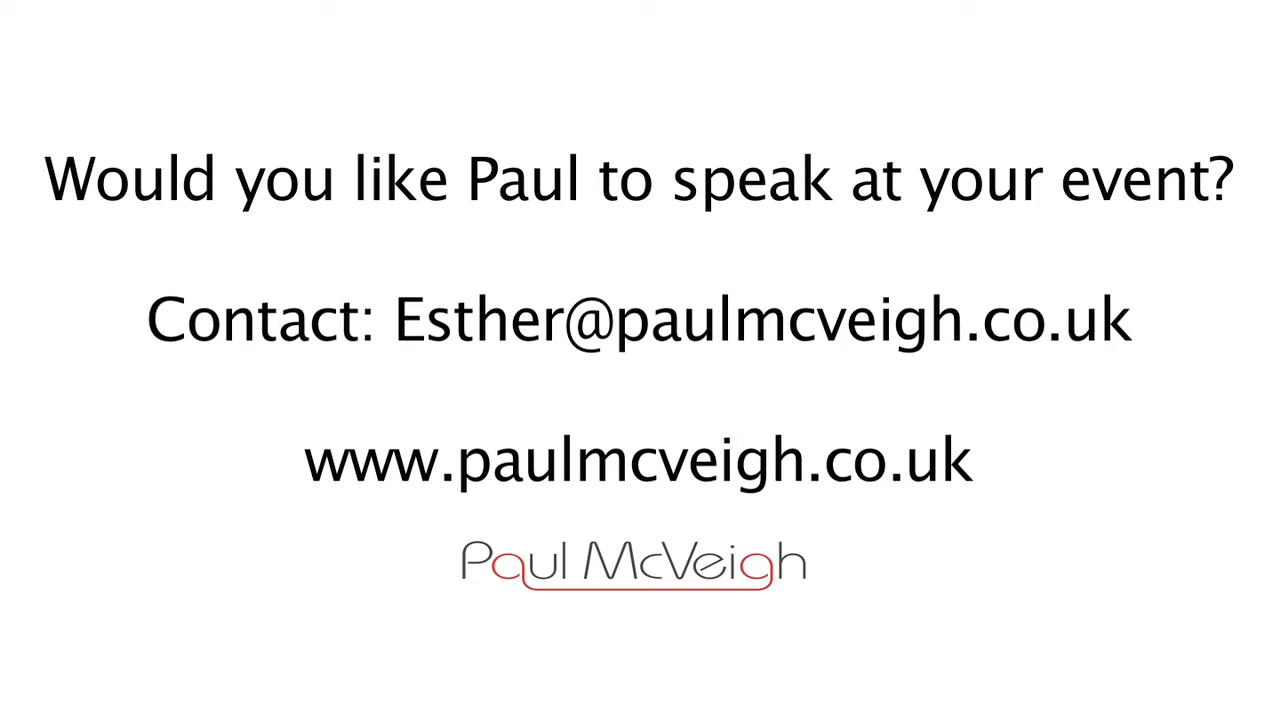 Would you like Paul to speak at your event?
Contact: Esther@paulmcveigh.co.uk
www.paulmcveigh.co.uk
Paul McVeigh